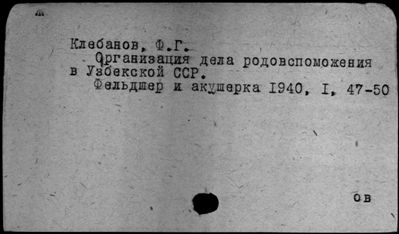 Ж
Клебанов, Ф.Г.
Организация дела родовспоможения
в Узбекской ССР.
Фельдшер и акушерка 1940, I, 47-50
ов